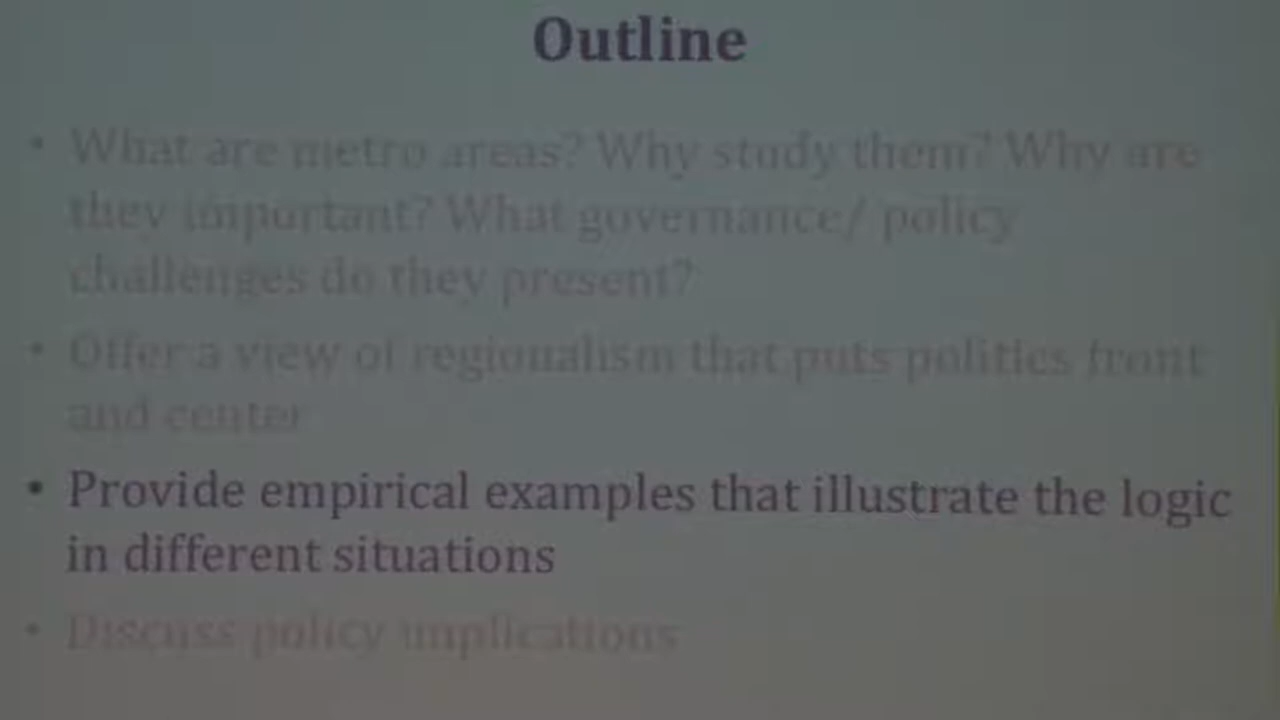 Outline
• What are metro areas? Why study them? Why are
they important? What governance/ policy
challenges do they present?
• Offer a view of regionalism that puts politics front
and center
• Provide empirical examples that illustrate the logic
in different situations
• Discuss policy implications